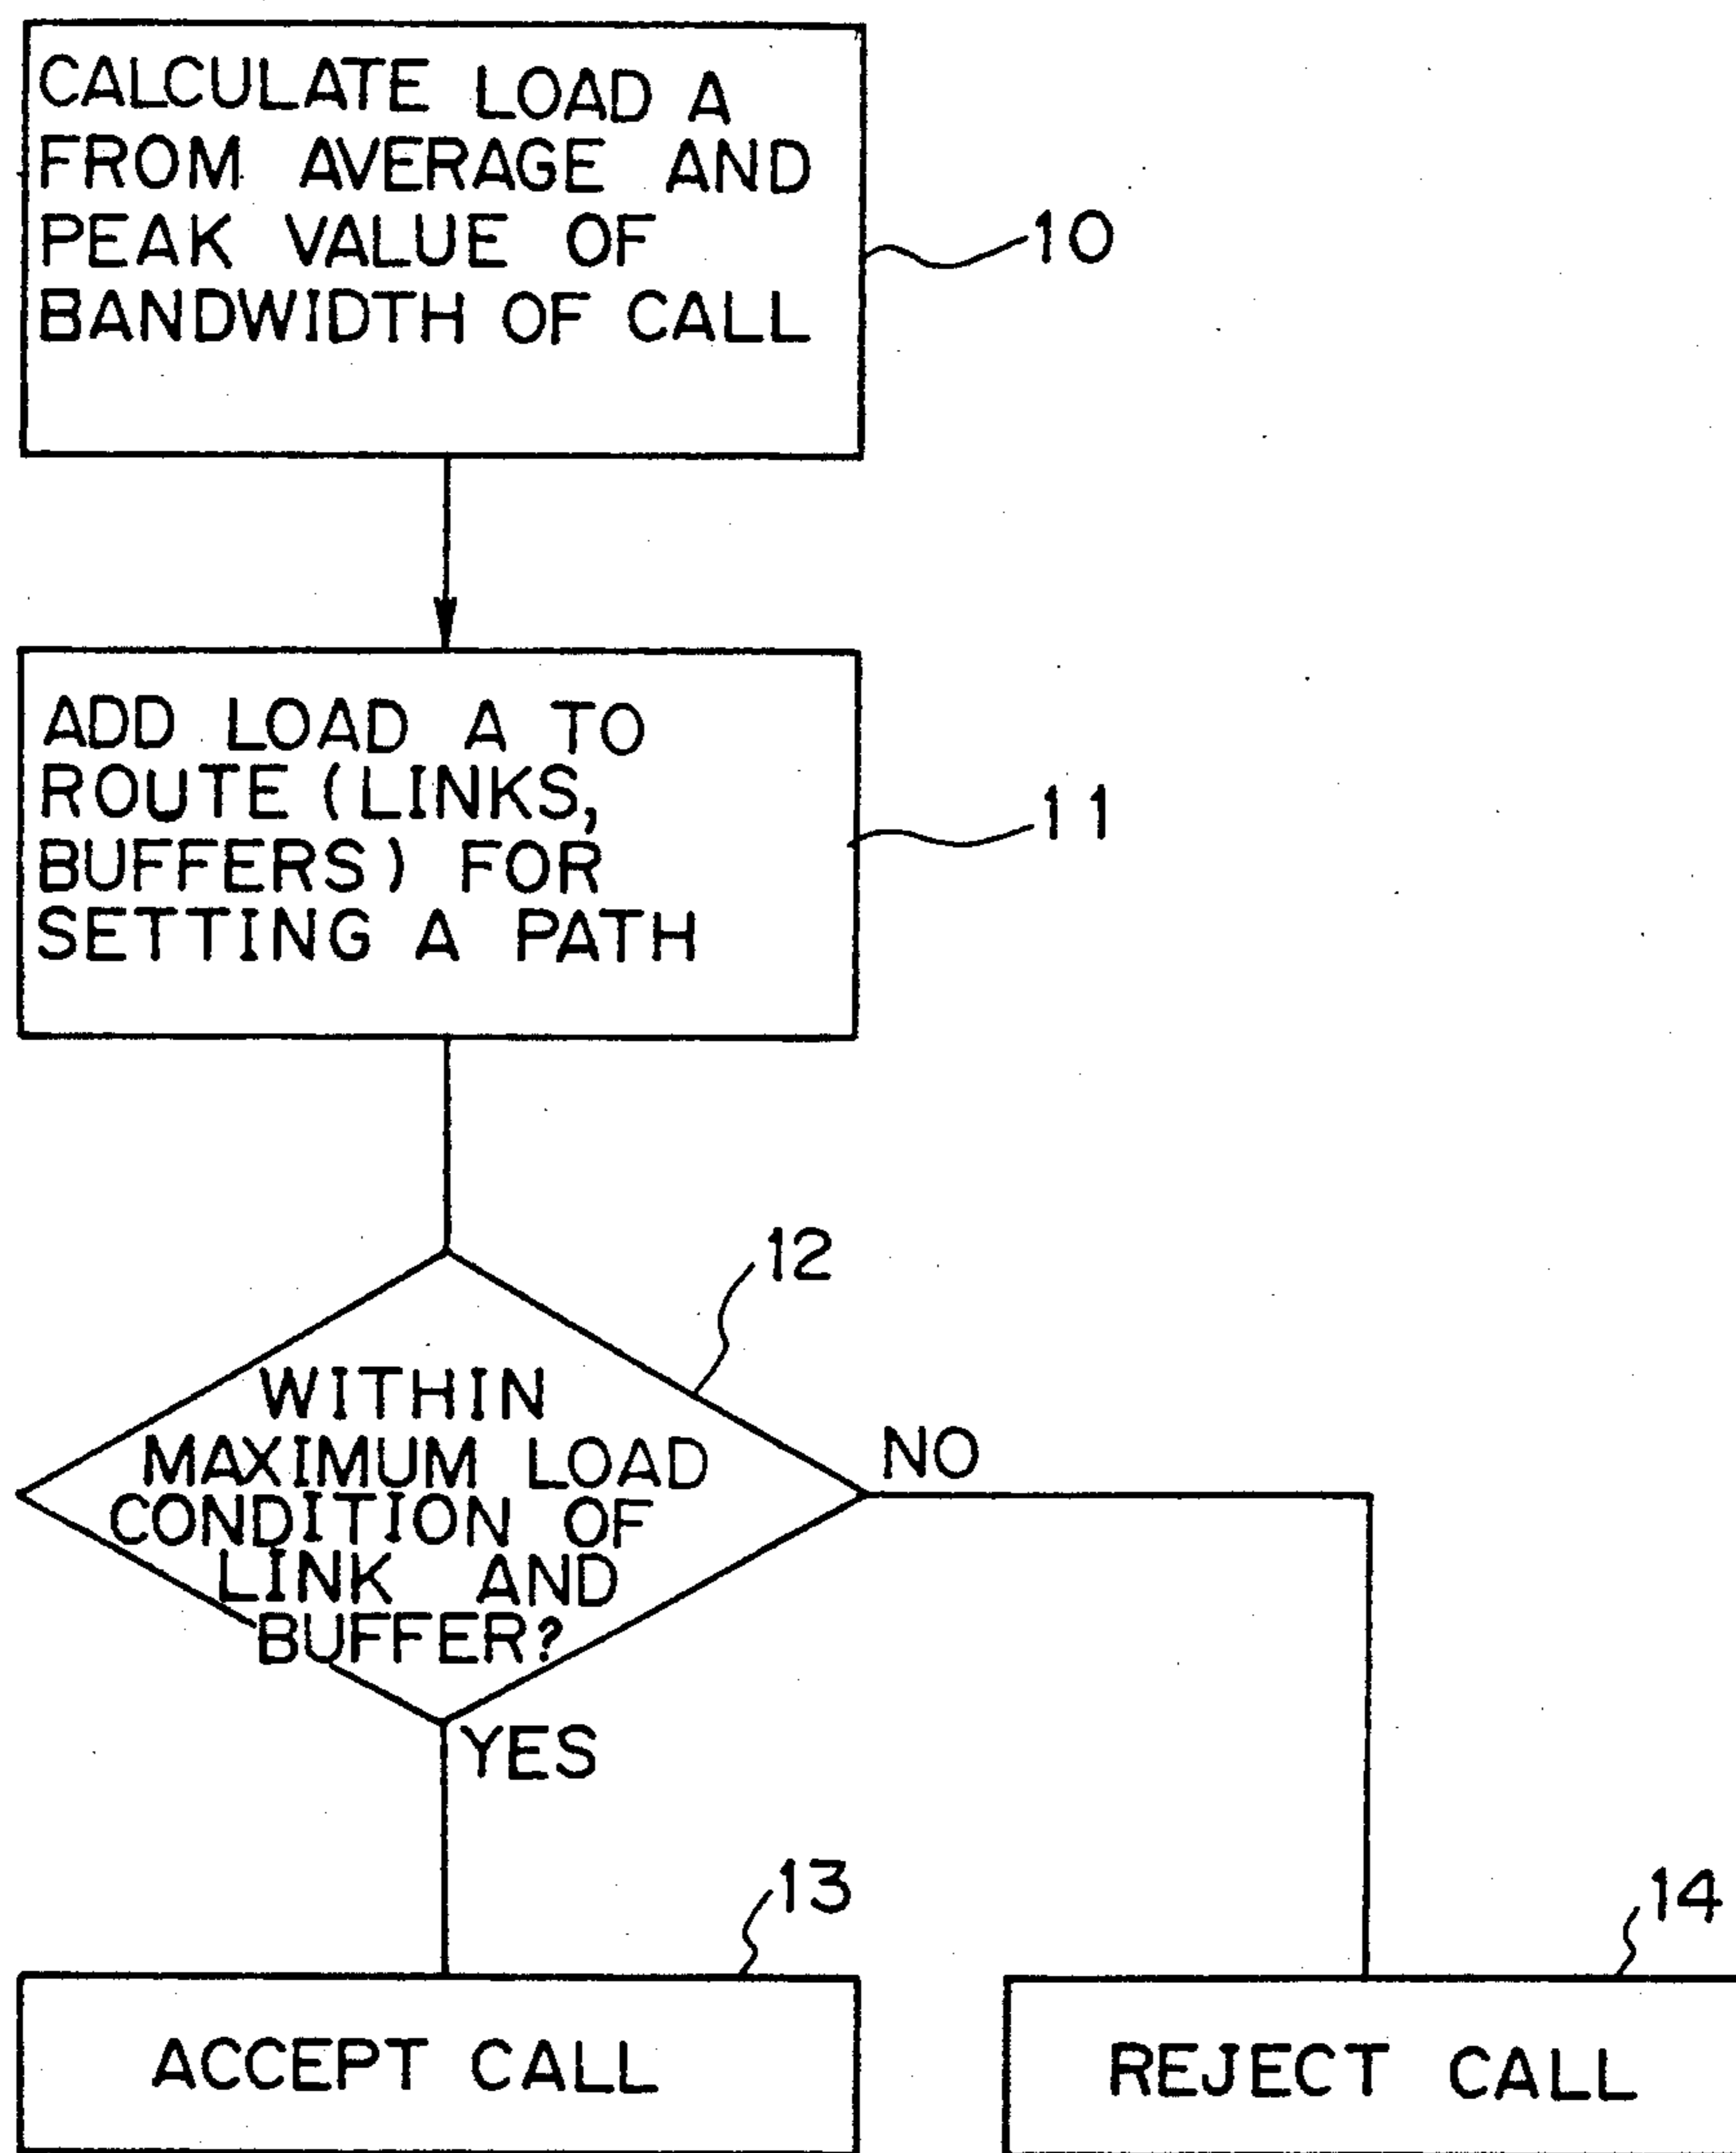 CALCULATE LOAD A
FROM AVERAGE AND
PEAK VALUE OF
BANDWIDTH OF CALL
10
ADD LOAD A TO
ROUTE (LINKS,
BUFFERS) FOR
SETTING A PATH
11
12
WITHIN
MAXIMUM LOAD
CONDITION OF
LINK AND
BUFFER?
NO
YES
13
ACCEPT CALL
14
REJECT CALL